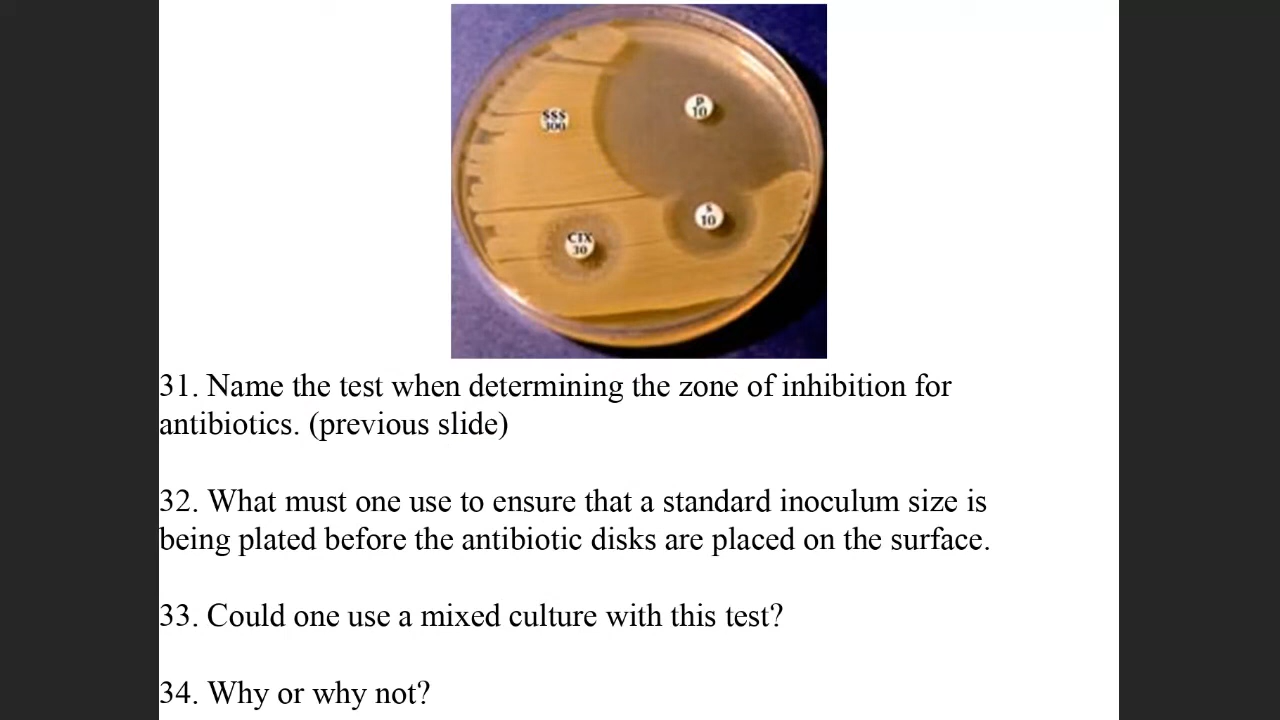 SSS
300
P
10
S
10
CTX
30
31. Name the test when determining the zone of inhibition for
antibiotics. (previous slide)
32. What must one use to ensure that a standard inoculum size is
being plated before the antibiotic disks are placed on the surface.
33. Could one use a mixed culture with this test?
34. Why or why not?